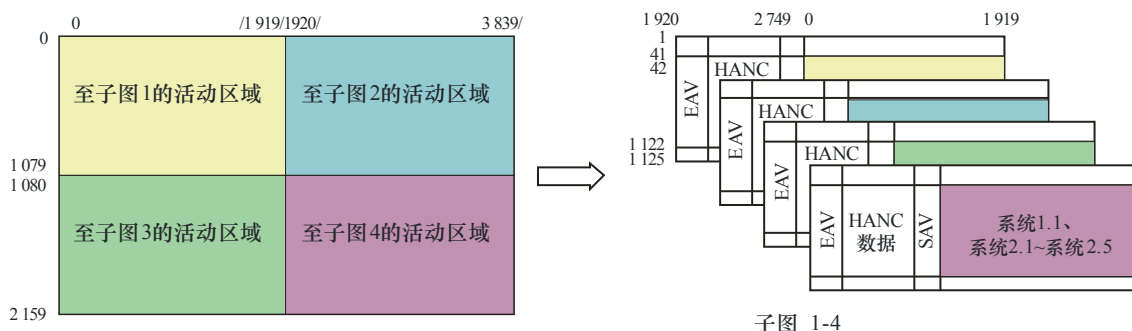 0 /1 919/1920/ 3 839/
0
至子图1的活动区域 至子图2的活动区域
1 079
1 080
至子图3的活动区域 至子图4的活动区域
2 159
1 920 2 749 0 1 919
1
41
42
1 122
1 125
EAV HANC
EAV HANC
EAV HANC
EAV HANC 数据 SAV
系统1.1、
系统2.1~系统2.5
子图 1-4